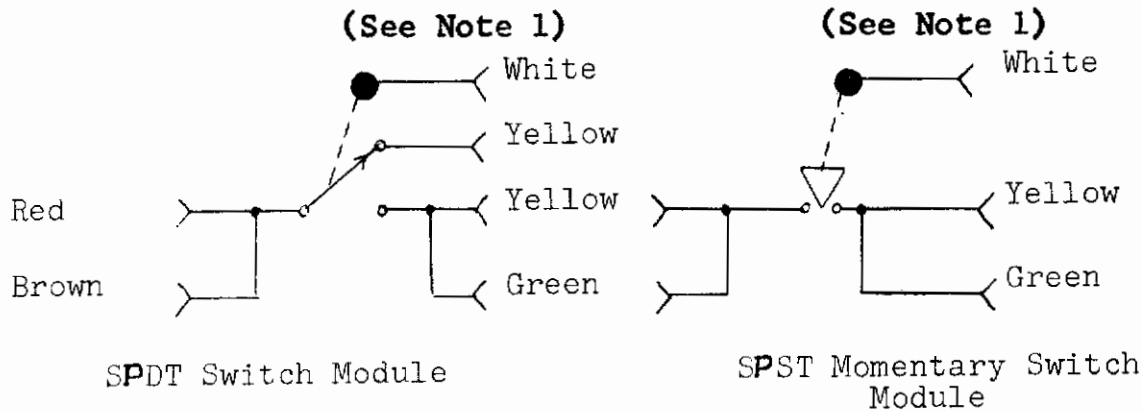 (See Note 1) (See Note 1)
White White
Yellow
Red Yellow Yellow
Brown Green Green
SPDT Switch Module SPST Momentary Switch
Module